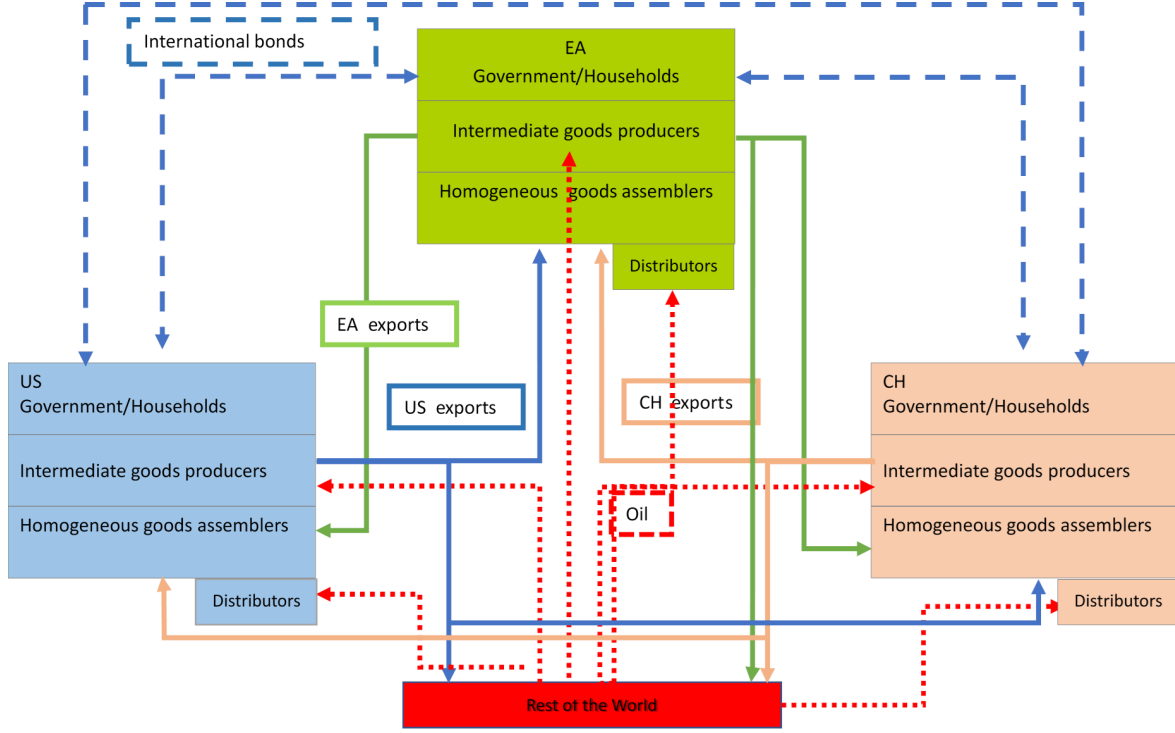 International bonds
EA
Government/Households
Intermediate goods producers
Homogeneous goods assemblers
Distributors
EA exports
US exports
CH exports
US
Government/Households
Intermediate goods producers
Homogeneous goods assemblers
Distributors
Oil
CH
Government/Households
Intermediate goods producers
Homogeneous goods assemblers
Distributors
Rest of the World